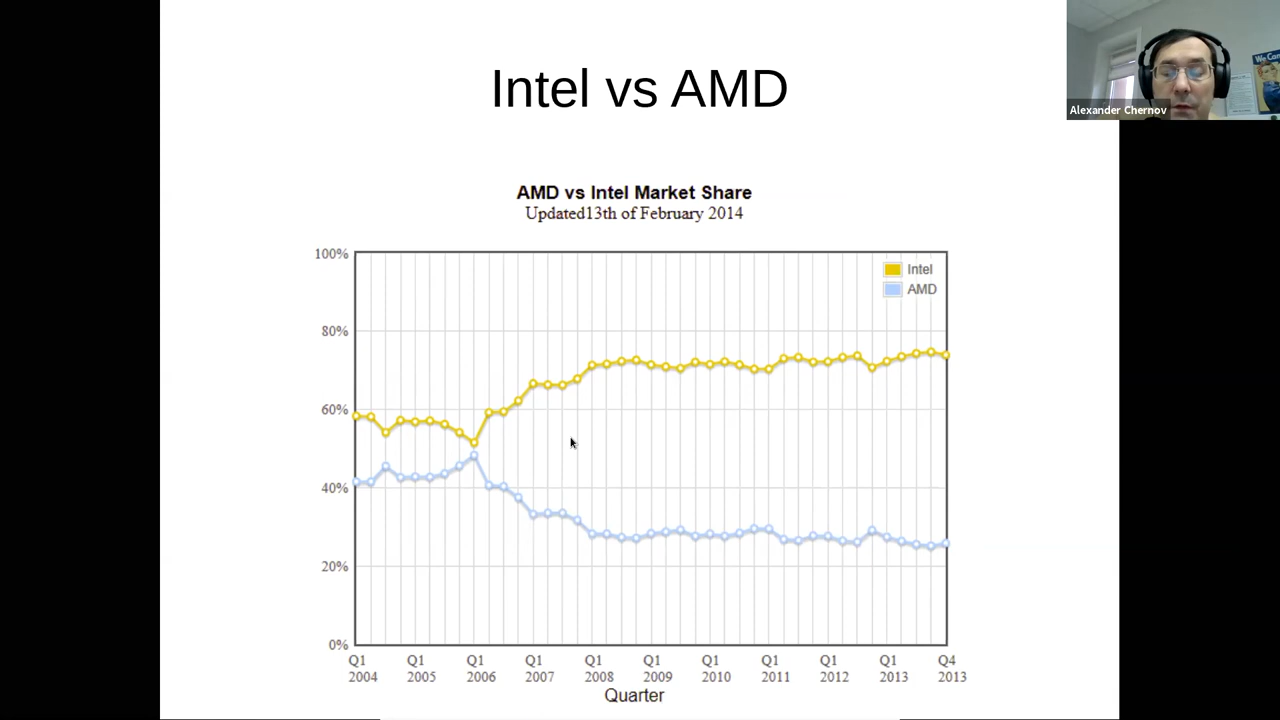 Intel vs AMD
Alexander Chernov
We Can
AMD vs Intel Market Share
Updated13th of February 2014
100%
80%
60%
40%
20%
0%
Intel
AMD
Q1 Q1 Q1 Q1 Q1 Q1 Q1 Q1 Q1 Q1 Q4
2004 2005 2006 2007 2008 2009 2010 2011 2012 2013 2013
Quarter